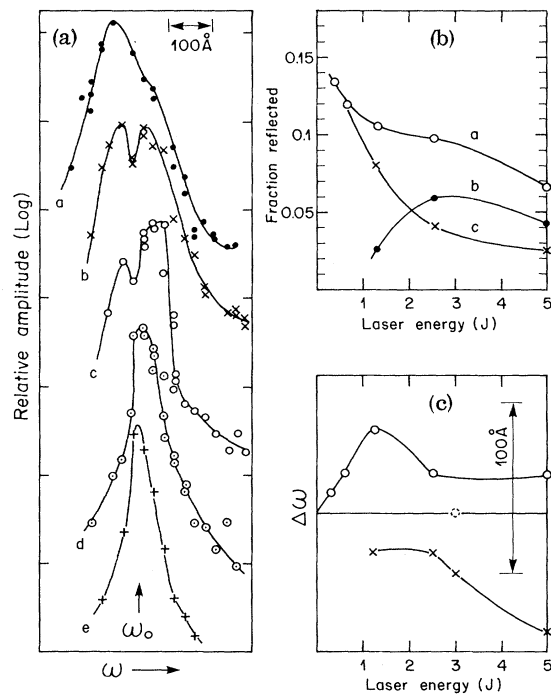 (a)
100Å
a
b
c
d
e
ω₀
Relative amplitude (Log)
ω
(b)
0.15
0.1
0.05
Fraction reflected
a
b
c
1 2 3 4 5
Laser energy (J)
(c)
100Å
Δω
1 2 3 4 5
Laser energy (J)